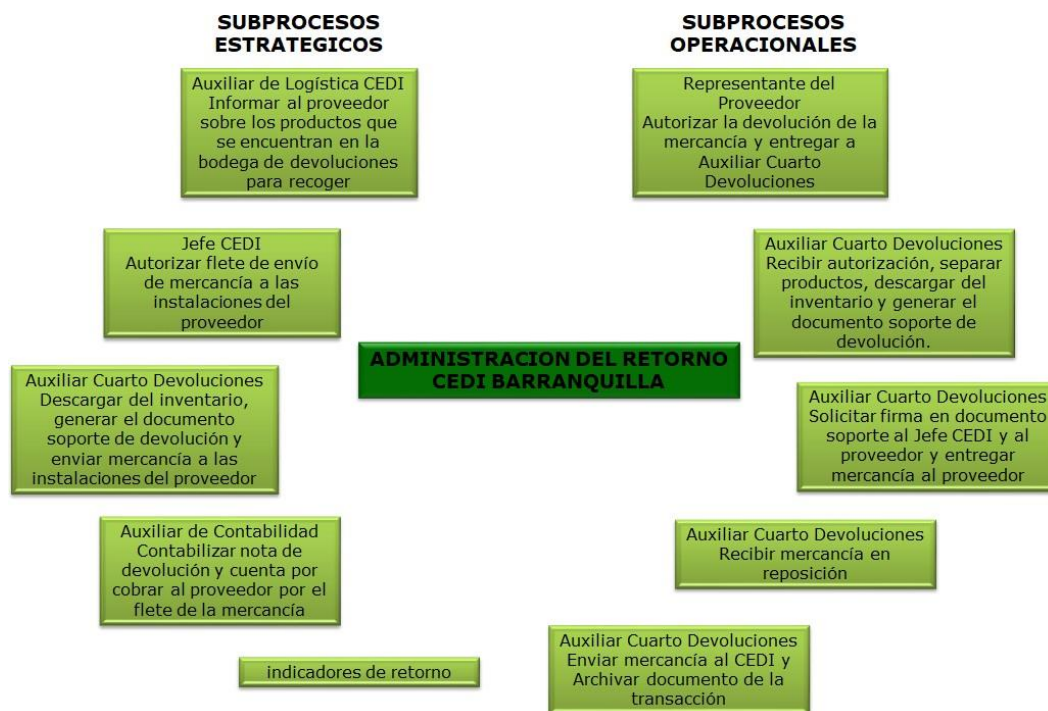 SUBPROCESOS
ESTRATEGICOS
Auxiliar de Logística CEDI
Informar al proveedor
sobre los productos que
se encuentran en la
bodega de devoluciones
para recoger
Jefe CEDI
Autorizar flete de envío
de mercancía a las
instalaciones del
proveedor
Auxiliar Cuarto Devoluciones
Descargar del inventario,
generar el documento
soporte de devolución y
enviar mercancía a las
instalaciones del proveedor
Auxiliar de Contabilidad
Contabilizar nota de
devolución y cuenta por
cobrar al proveedor por el
flete de la mercancía
indicadores de retorno
ADMINISTRACION DEL RETORNO
CEDI BARRANQUILLA
SUBPROCESOS
OPERACIONALES
Representante del
Proveedor
Autorizar la devolución de la
mercancía y entregar a
Auxiliar Cuarto
Devoluciones
Auxiliar Cuarto Devoluciones
Recibir autorización, separar
productos, descargar del
inventario y generar el
documento soporte de
devolución.
Auxiliar Cuarto Devoluciones
Solicitar firma en documento
soporte al Jefe CEDI y al
proveedor y entregar
mercancía al proveedor
Auxiliar Cuarto Devoluciones
Recibir mercancía en
reposición
Auxiliar Cuarto Devoluciones
Enviar mercancía al CEDI y
Archivar documento de la
transacción